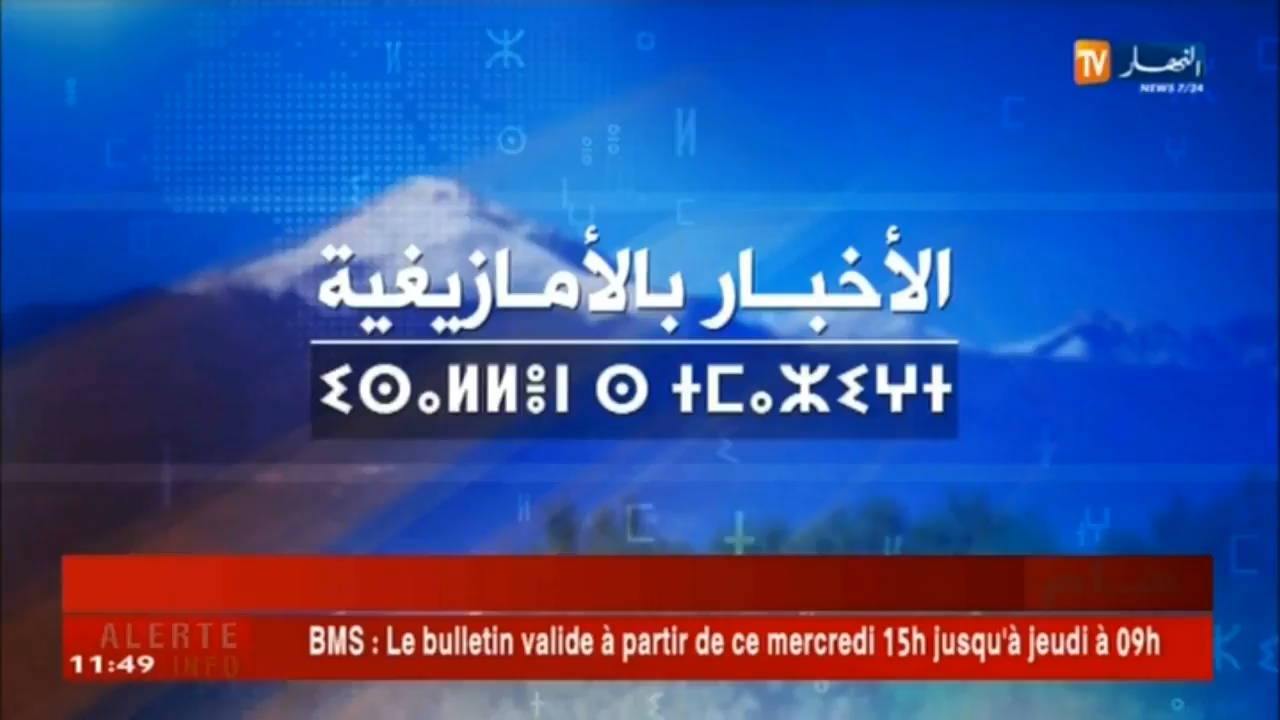 TV النهار
NEWS 7/24
الأخبار بالأمازيغية
ⵉⵙⴰⵍⵍⵓⵏ ⵙ ⵜⵎⴰⵣⵉⵖⵜ
ALERTE
INFO
11:49
BMS : Le bulletin valide à partir de ce mercredi 15h jusqu'à jeudi à 09h